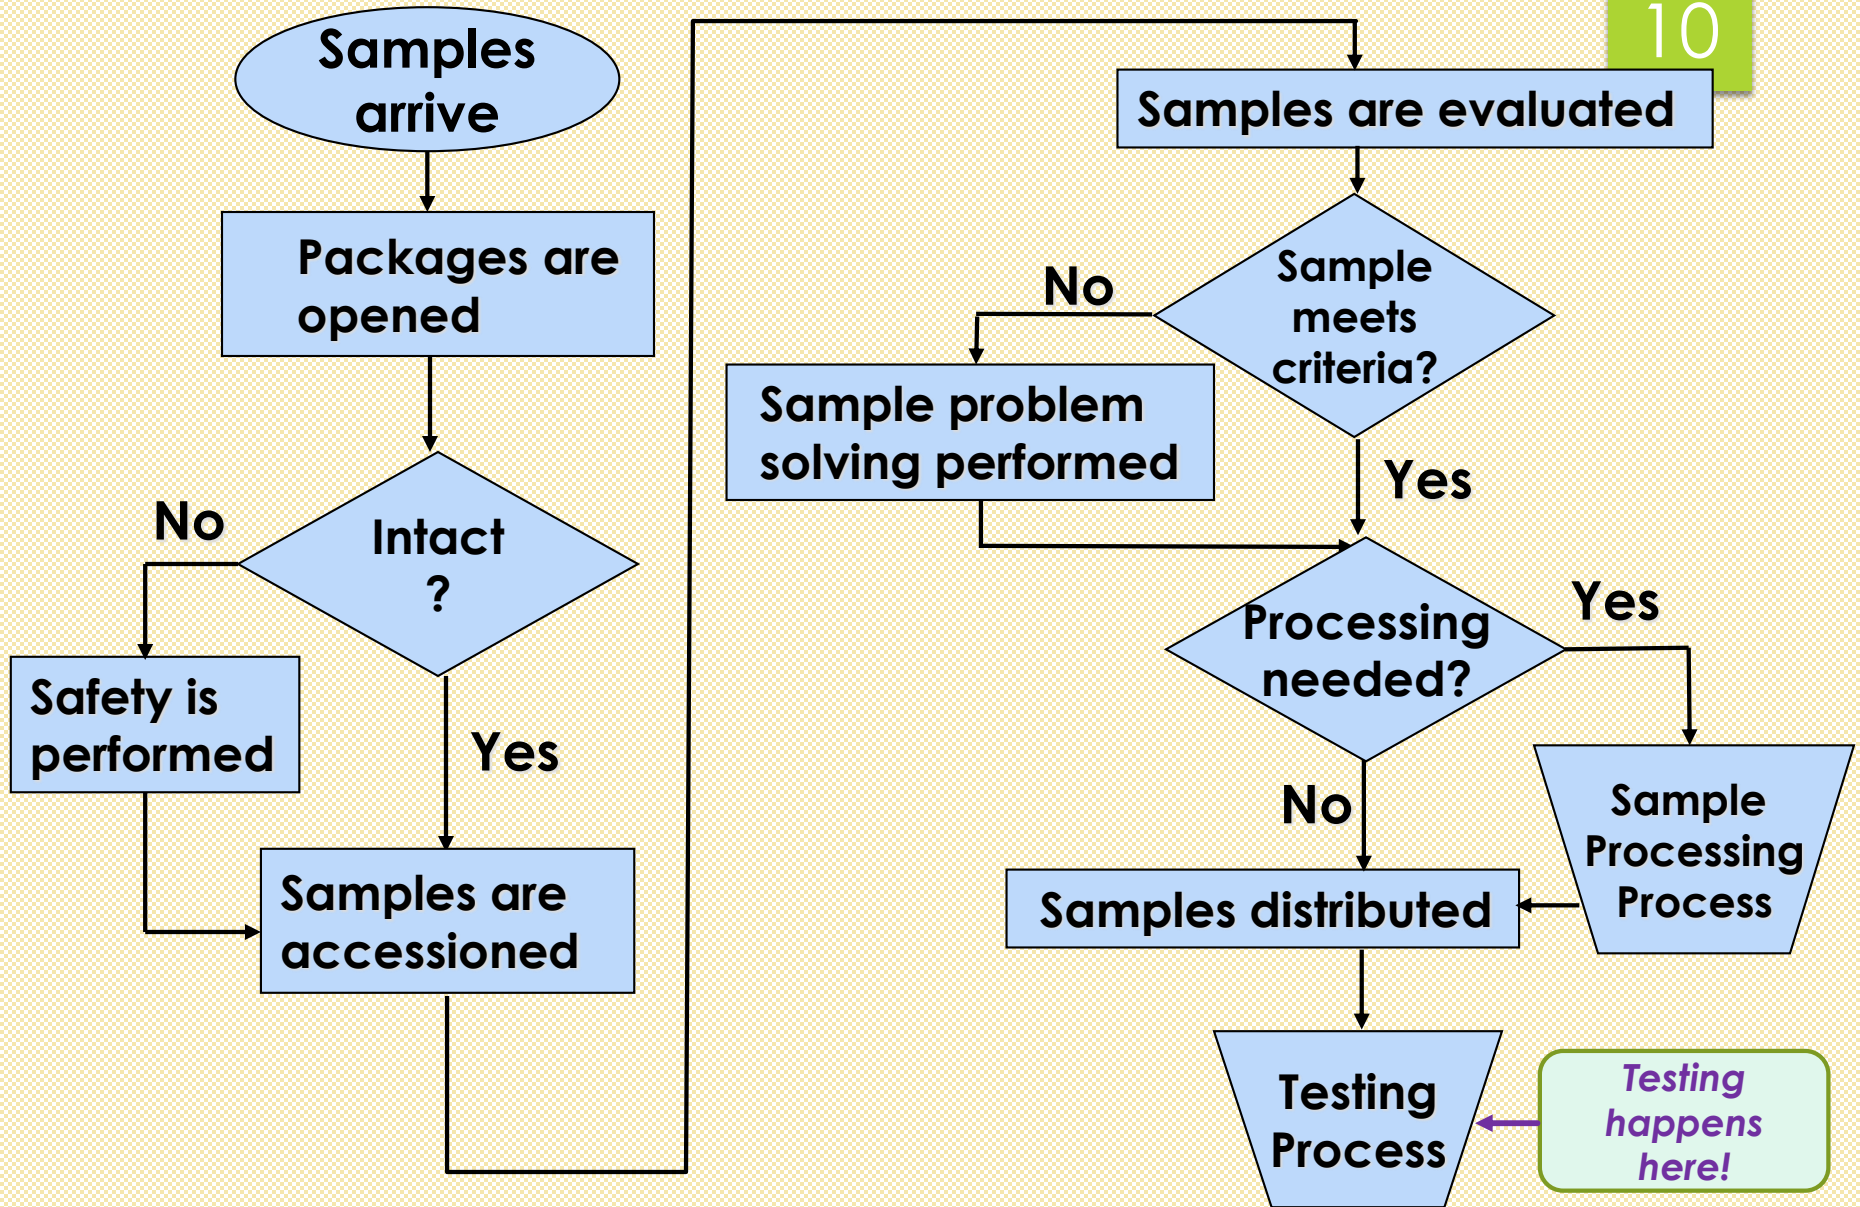 Samples
arrive
Packages are
opened
No
Intact
?
Safety is
performed
Yes
Samples are
accessioned
10
Samples are evaluated
No
Sample
meets
criteria?
Sample problem
solving performed
Yes
Processing
needed?
Yes
No
Sample
Processing
Process
Samples distributed
Testing
Process
Testing
happens
here!